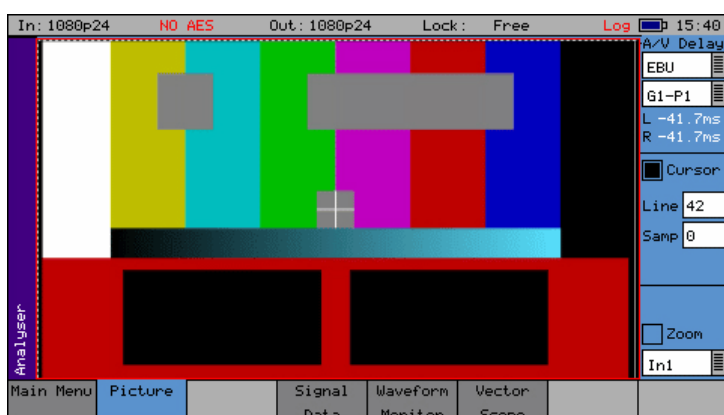 In: 1080p24 NO AES Out: 1080p24 Lock: Free Log 15:40
A/V Delay
EBU
G1-P1
L -41.7ms
R -41.7ms
Cursor
Line 42
Samp 0
Zoom
In1
Analyser
Main Menu Picture Signal Data Waveform Monitor Vector Scope